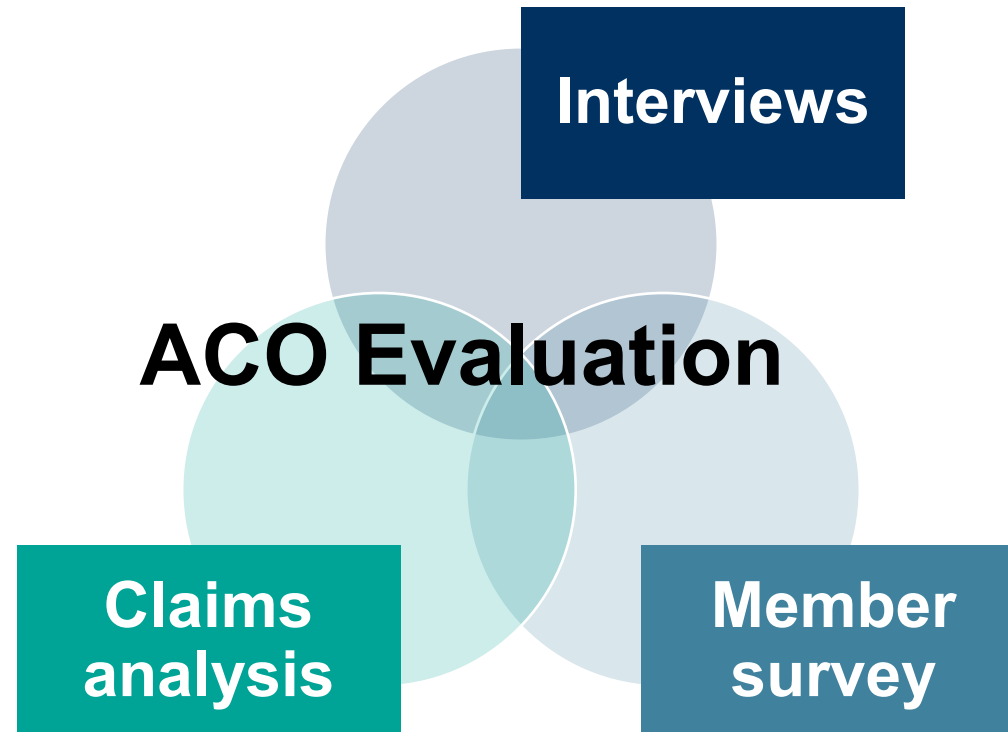 Interviews
ACO Evaluation
Claims
analysis
Member
survey